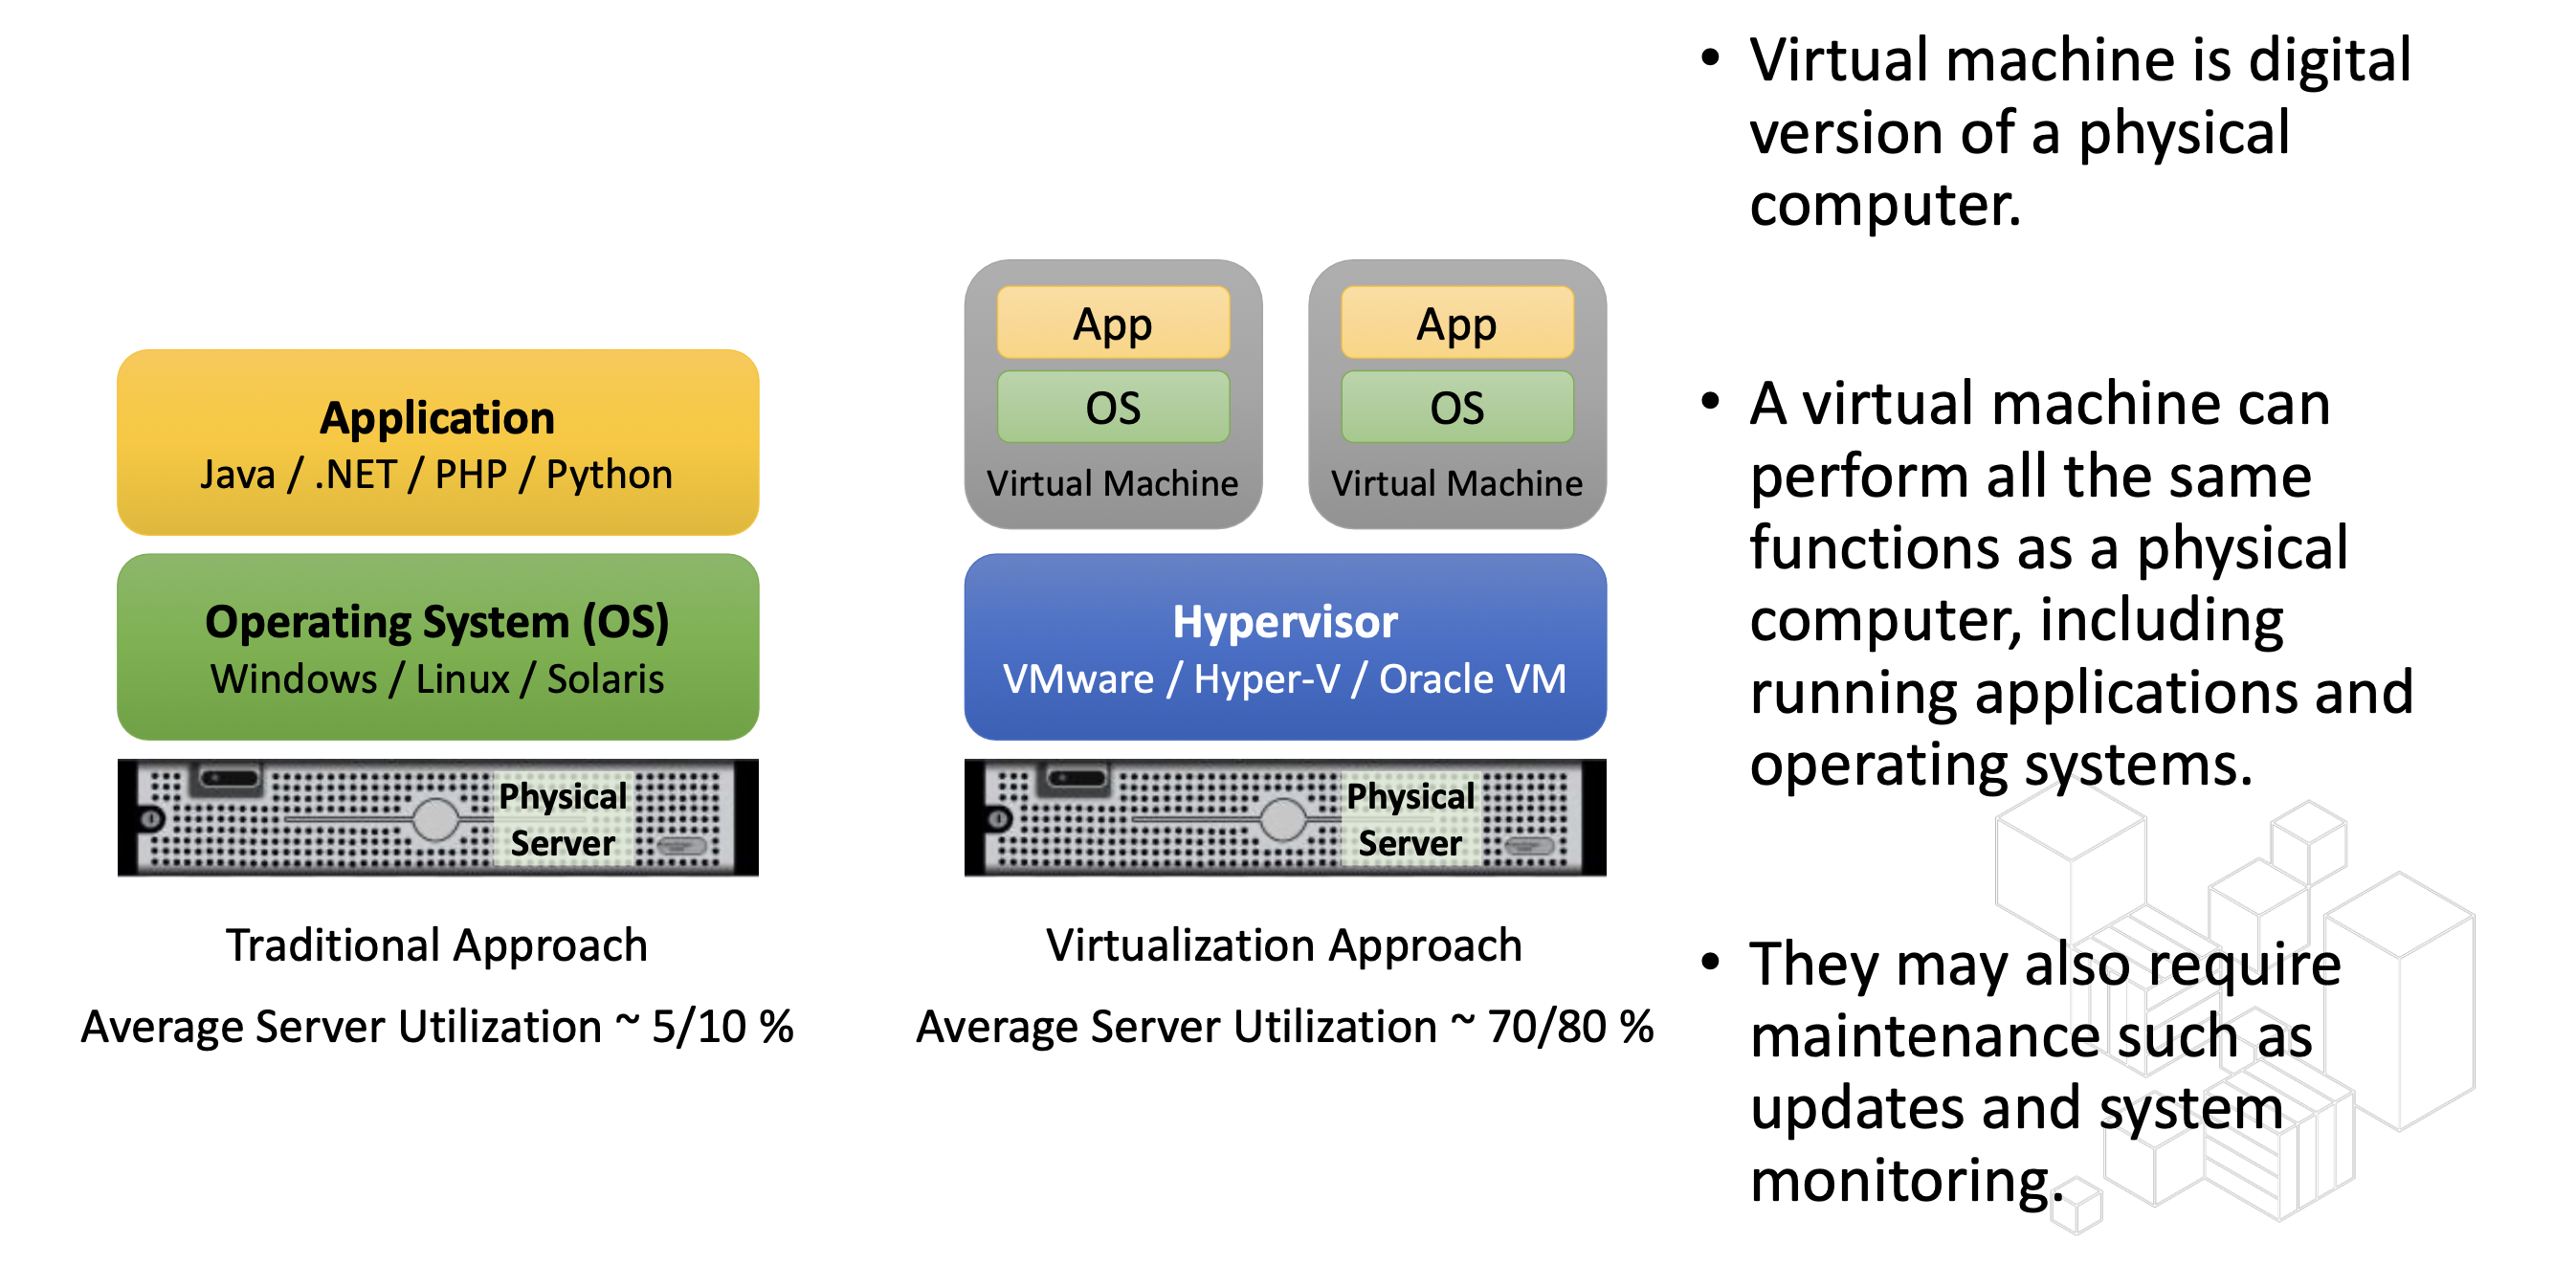 Application
Java / .NET / PHP / Python
Operating System (OS)
Windows / Linux / Solaris
Physical
Server
Traditional Approach
Average Server Utilization ~ 5/10 %
App
OS
Virtual Machine
App
OS
Virtual Machine
Hypervisor
VMware / Hyper-V / Oracle VM
Physical
Server
Virtualization Approach
Average Server Utilization ~ 70/80 %
• Virtual machine is digital
version of a physical
computer.
• A virtual machine can
perform all the same
functions as a physical
computer, including
running applications and
operating systems.
• They may also require
maintenance such as
updates and system
monitoring.